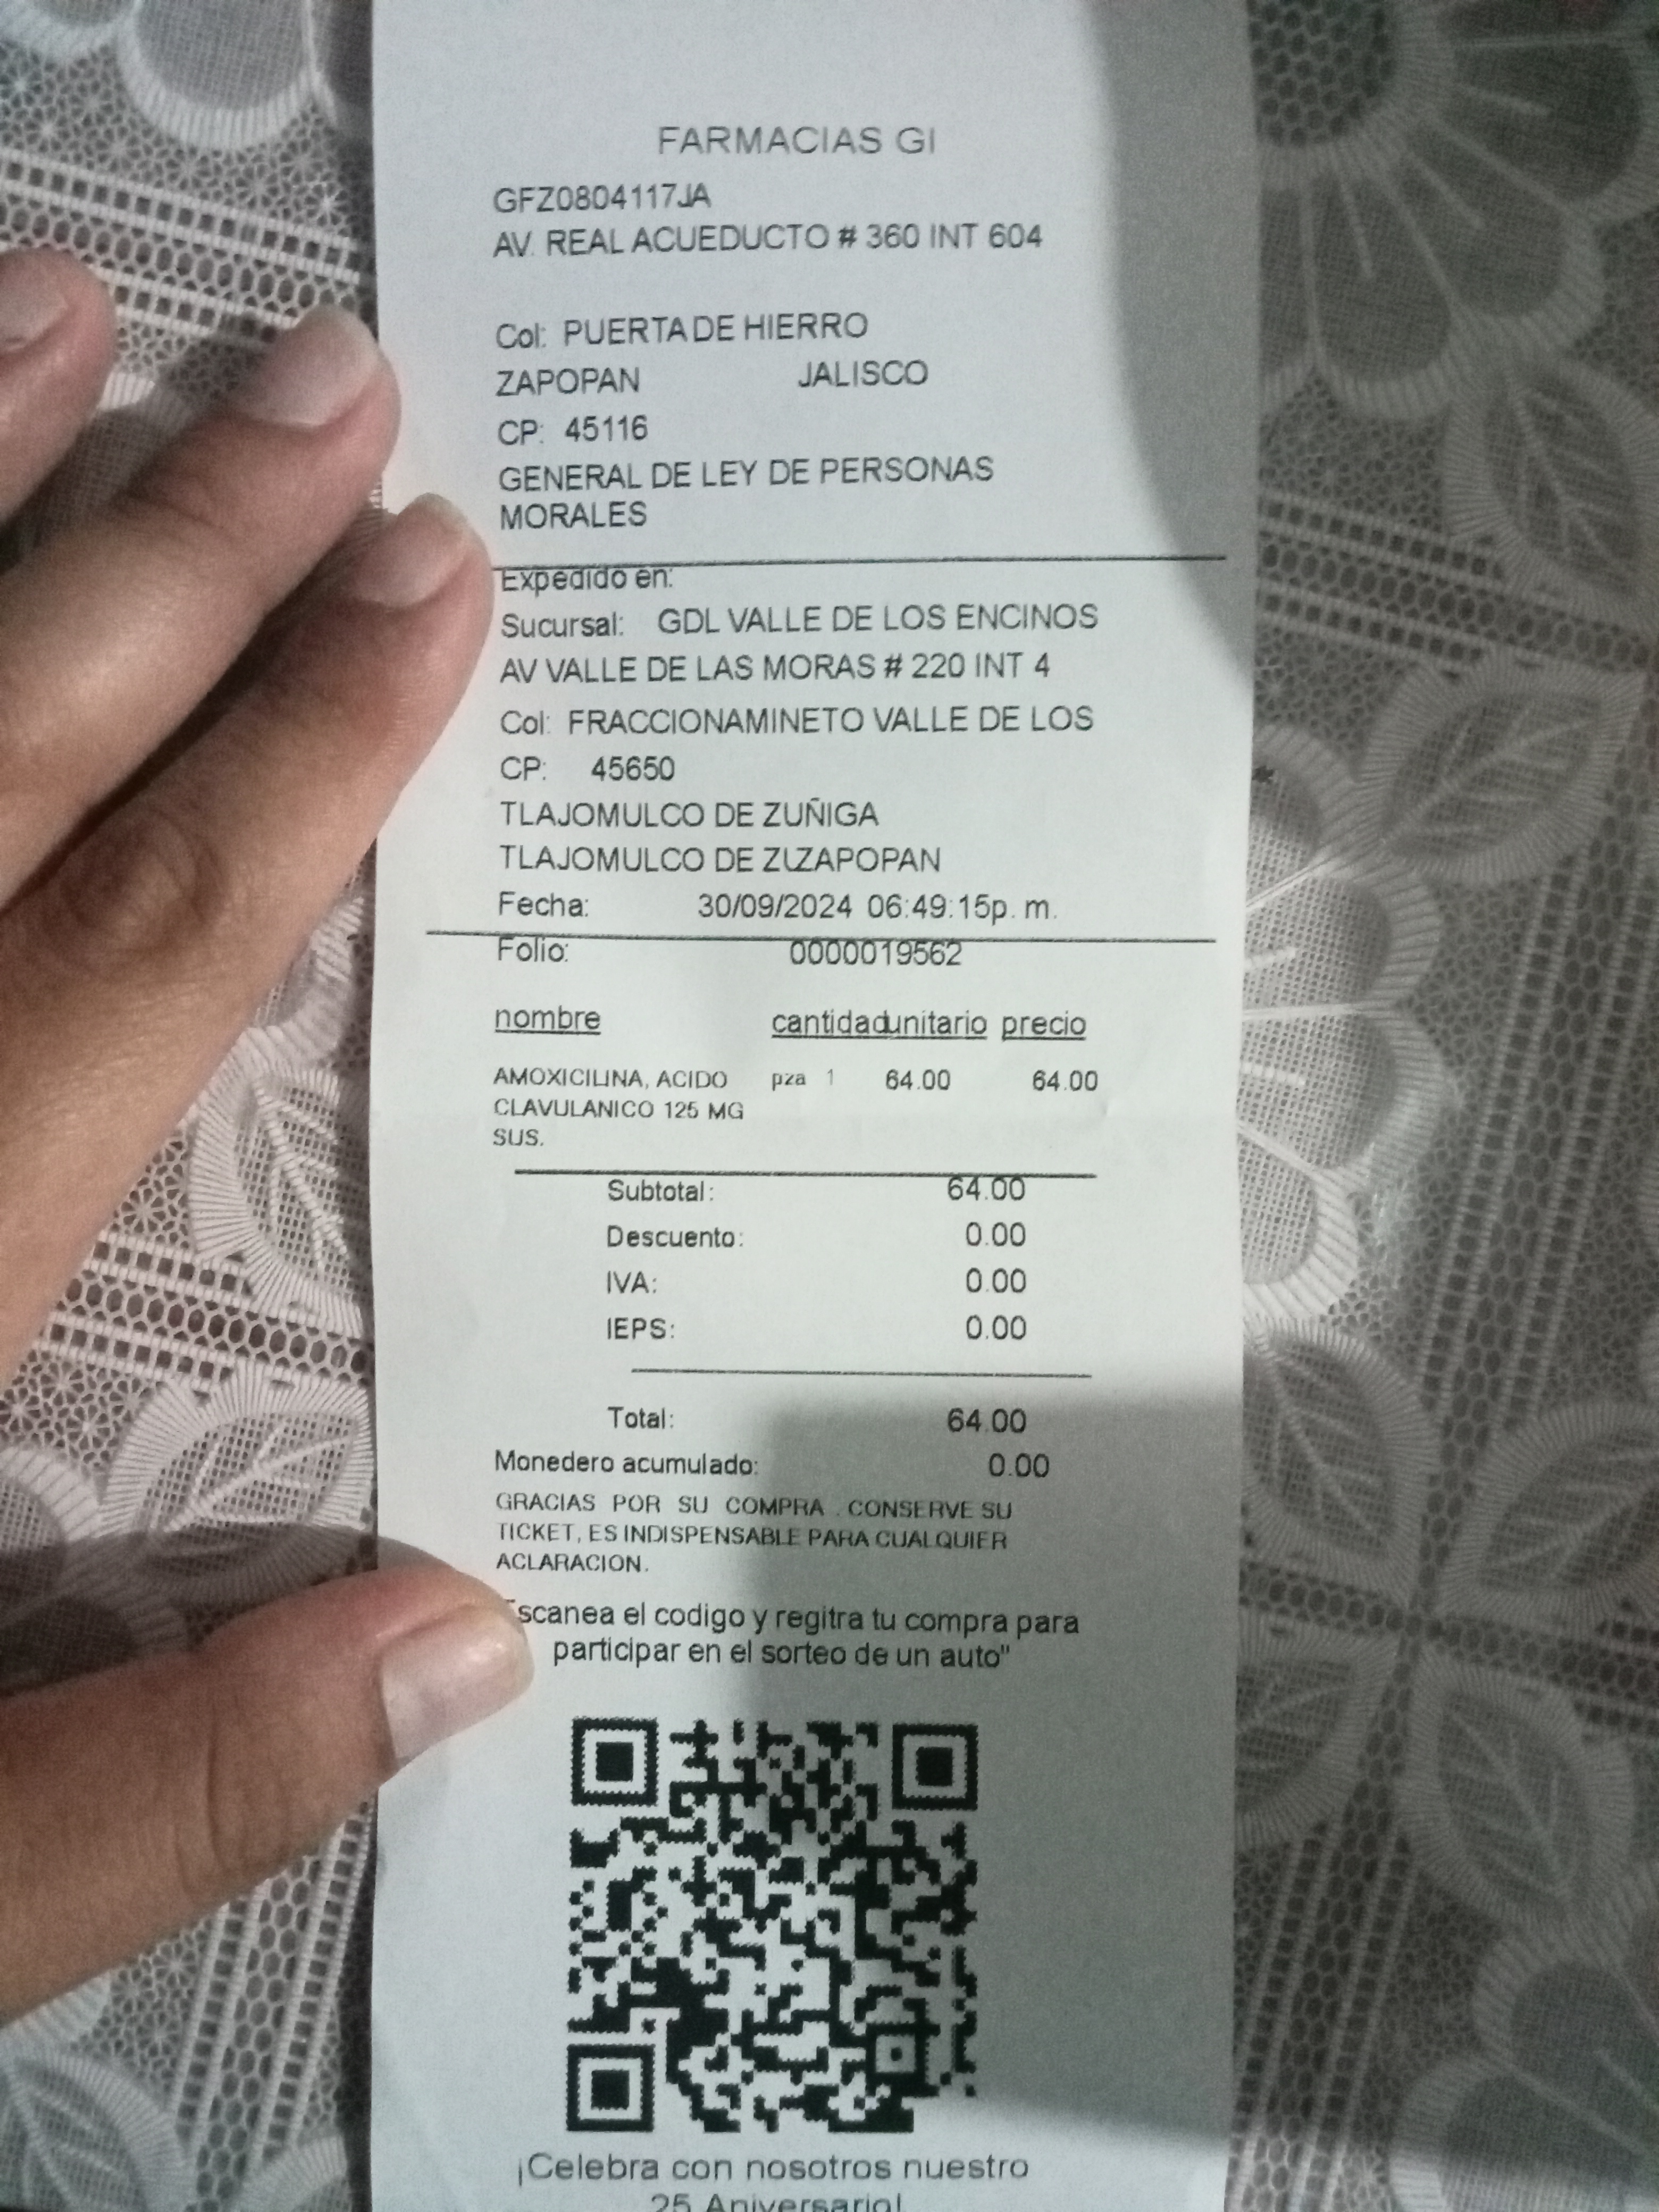 FARMACIAS GI
GFZ0804117JA
AV. REAL ACUEDUCTO # 360 INT 604
Col: PUERTA DE HIERRO
ZAPOPAN JALISCO
CP: 45116
GENERAL DE LEY DE PERSONAS
MORALES
Expedido en:
Sucursal: GDL VALLE DE LOS ENCINOS
AV VALLE DE LAS MORAS # 220 INT 4
Col: FRACCIONAMINETO VALLE DE LOS
CP: 45650
TLAJOMULCO DE ZUÑIGA
TLAJOMULCO DE ZUZAPOPAN
Fecha: 30/09/2024 06:49:15p. m.
Folio: 0000019562
nombre cantidad unitario precio
AMOXICILINA, ACIDO pza 1 64.00 64.00
CLAVULANICO 125 MG
SUS.
Subtotal: 64.00
Descuento: 0.00
IVA: 0.00
IEPS: 0.00
Total: 64.00
Monedero acumulado: 0.00
GRACIAS POR SU COMPRA . CONSERVE SU
TICKET, ES INDISPENSABLE PARA CUALQUIER
ACLARACION.
Escanea el codigo y regitra tu compra para
participar en el sorteo de un auto"
¡Celebra con nosotros nuestro
25 Aniversario!